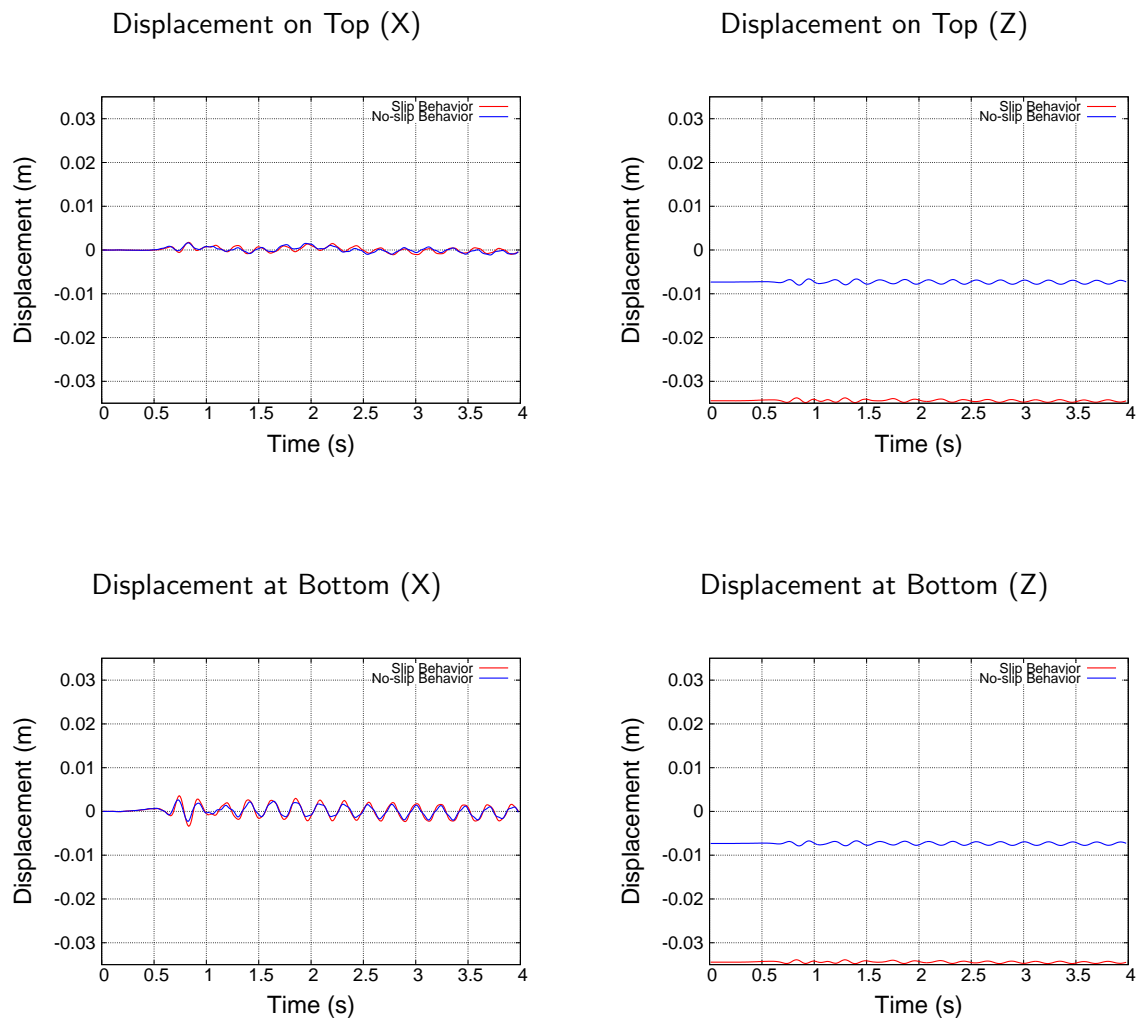 Displacement on Top (X)
Displacement on Top (Z)
Slip Behavior
No-slip Behavior
0.03
0.02
0.01
0
-0.01
-0.02
-0.03
Displacement (m)
0 0.5 1 1.5 2 2.5 3 3.5 4
Time (s)
Slip Behavior
No-slip Behavior
0.03
0.02
0.01
0
-0.01
-0.02
-0.03
Displacement (m)
0 0.5 1 1.5 2 2.5 3 3.5 4
Time (s)
Displacement at Bottom (X)
Displacement at Bottom (Z)
Slip Behavior
No-slip Behavior
0.03
0.02
0.01
0
-0.01
-0.02
-0.03
Displacement (m)
0 0.5 1 1.5 2 2.5 3 3.5 4
Time (s)
Slip Behavior
No-slip Behavior
0.03
0.02
0.01
0
-0.01
-0.02
-0.03
Displacement (m)
0 0.5 1 1.5 2 2.5 3 3.5 4
Time (s)